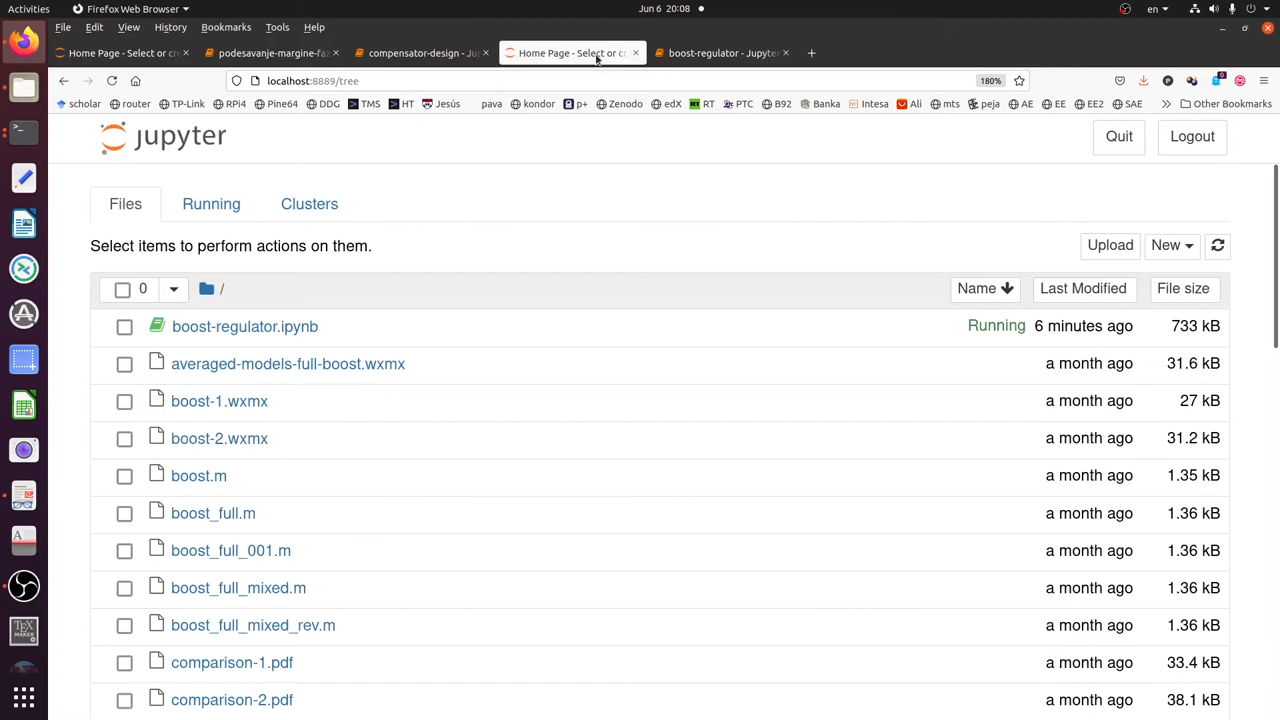 Activities Firefox Web Browser Jun 6 20:08 en
File Edit View History Bookmarks Tools Help
Home Page - Select or cr podesavanje-margine-faz compensator-design - Ju Home Page - Select or c boost-regulator - Jupyter
localhost:8889/tree 180%
scholar router TP-Link RPi4 Pine64 DDG TMS HT Jesús pava kondor p+ Zenodo edX RT PTC B92 Banka Intesa Ali mts peja AE EE EE2 SAE Other Bookmarks
jupyter Quit Logout
Files Running Clusters
Select items to perform actions on them. Upload New
0 / Name Last Modified File size
boost-regulator.ipynb Running 6 minutes ago 733 kB
averaged-models-full-boost.wxmx a month ago 31.6 kB
boost-1.wxmx a month ago 27 kB
boost-2.wxmx a month ago 31.2 kB
boost.m a month ago 1.35 kB
boost_full.m a month ago 1.36 kB
boost_full_001.m a month ago 1.36 kB
boost_full_mixed.m a month ago 1.36 kB
boost_full_mixed_rev.m a month ago 1.36 kB
comparison-1.pdf a month ago 33.4 kB
comparison-2.pdf a month ago 38.1 kB